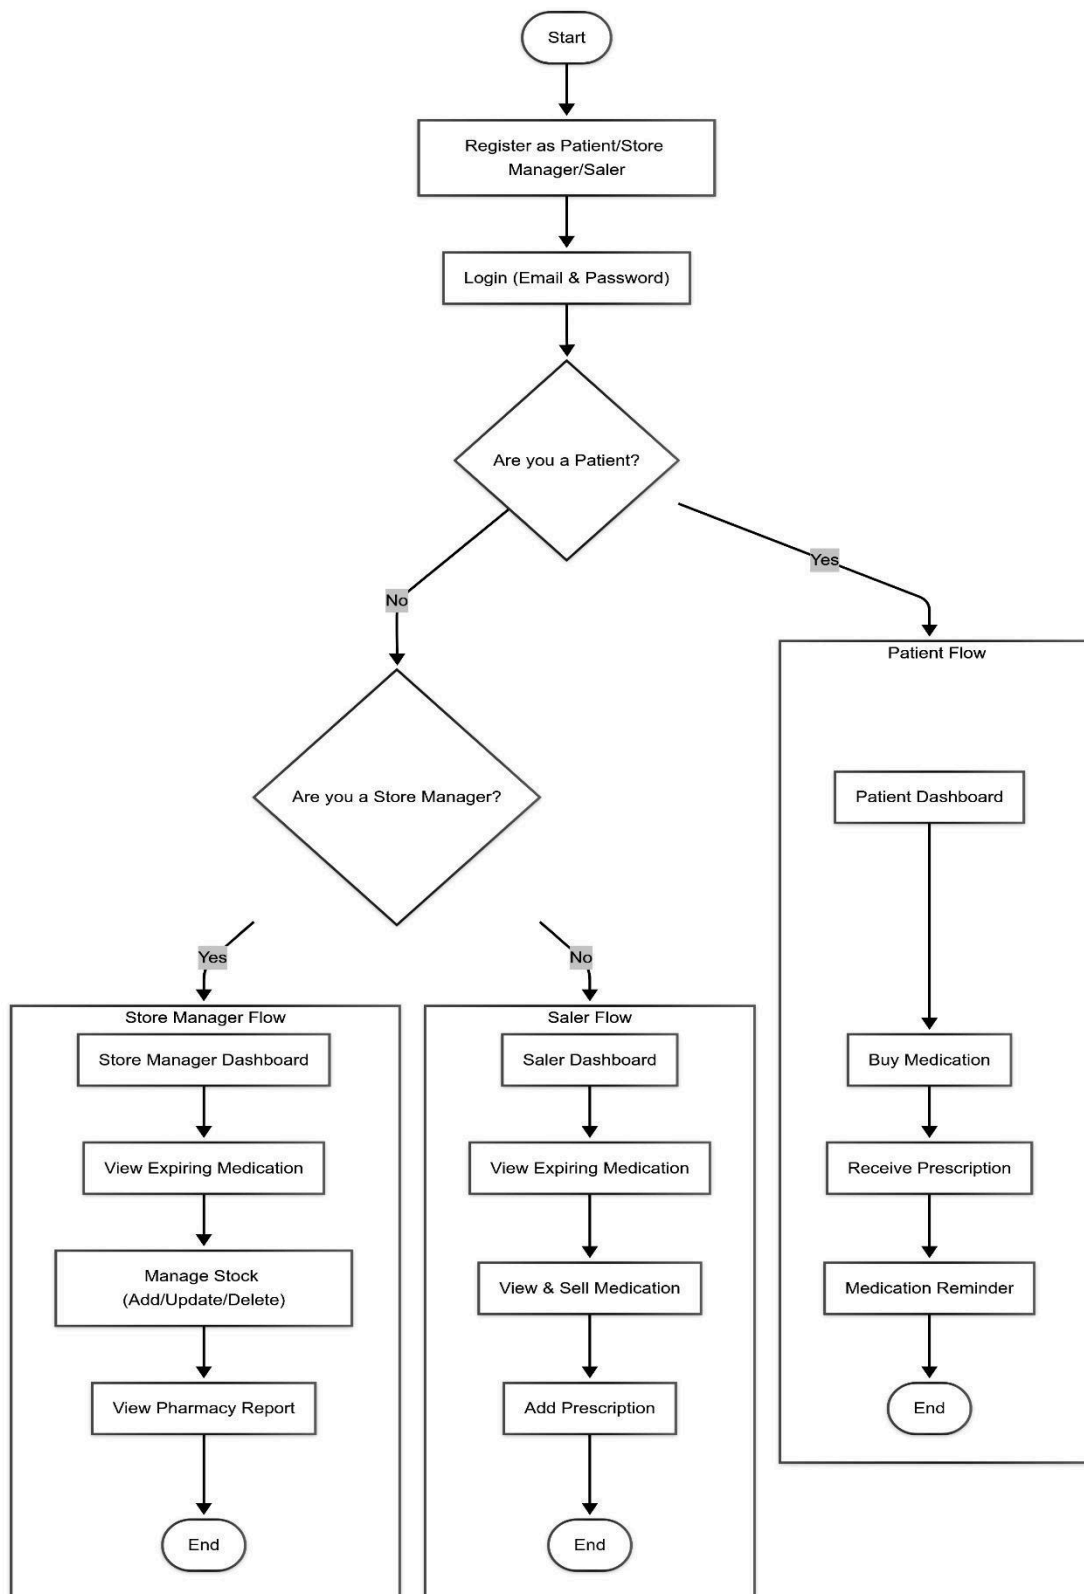 Start
Register as Patient/Store
Manager/Saler
Login (Email & Password)
Are you a Patient?
No
Yes
Are you a Store Manager?
Yes
No
Store Manager Flow
Store Manager Dashboard
View Expiring Medication
Manage Stock
(Add/Update/Delete)
View Pharmacy Report
End
Saler Flow
Saler Dashboard
View Expiring Medication
View & Sell Medication
Add Prescription
End
Patient Flow
Patient Dashboard
Buy Medication
Receive Prescription
Medication Reminder
End